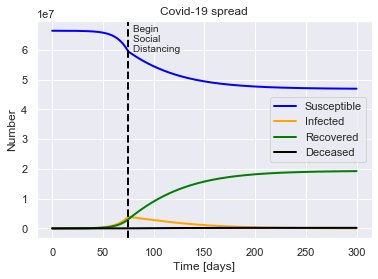 Covid-19 spread
1e7
Begin
Social
Distancing
7
6
5
4
3
2
1
0
Number
Susceptible
Infected
Recovered
Deceased
0 50 100 150 200 250 300
Time [days]